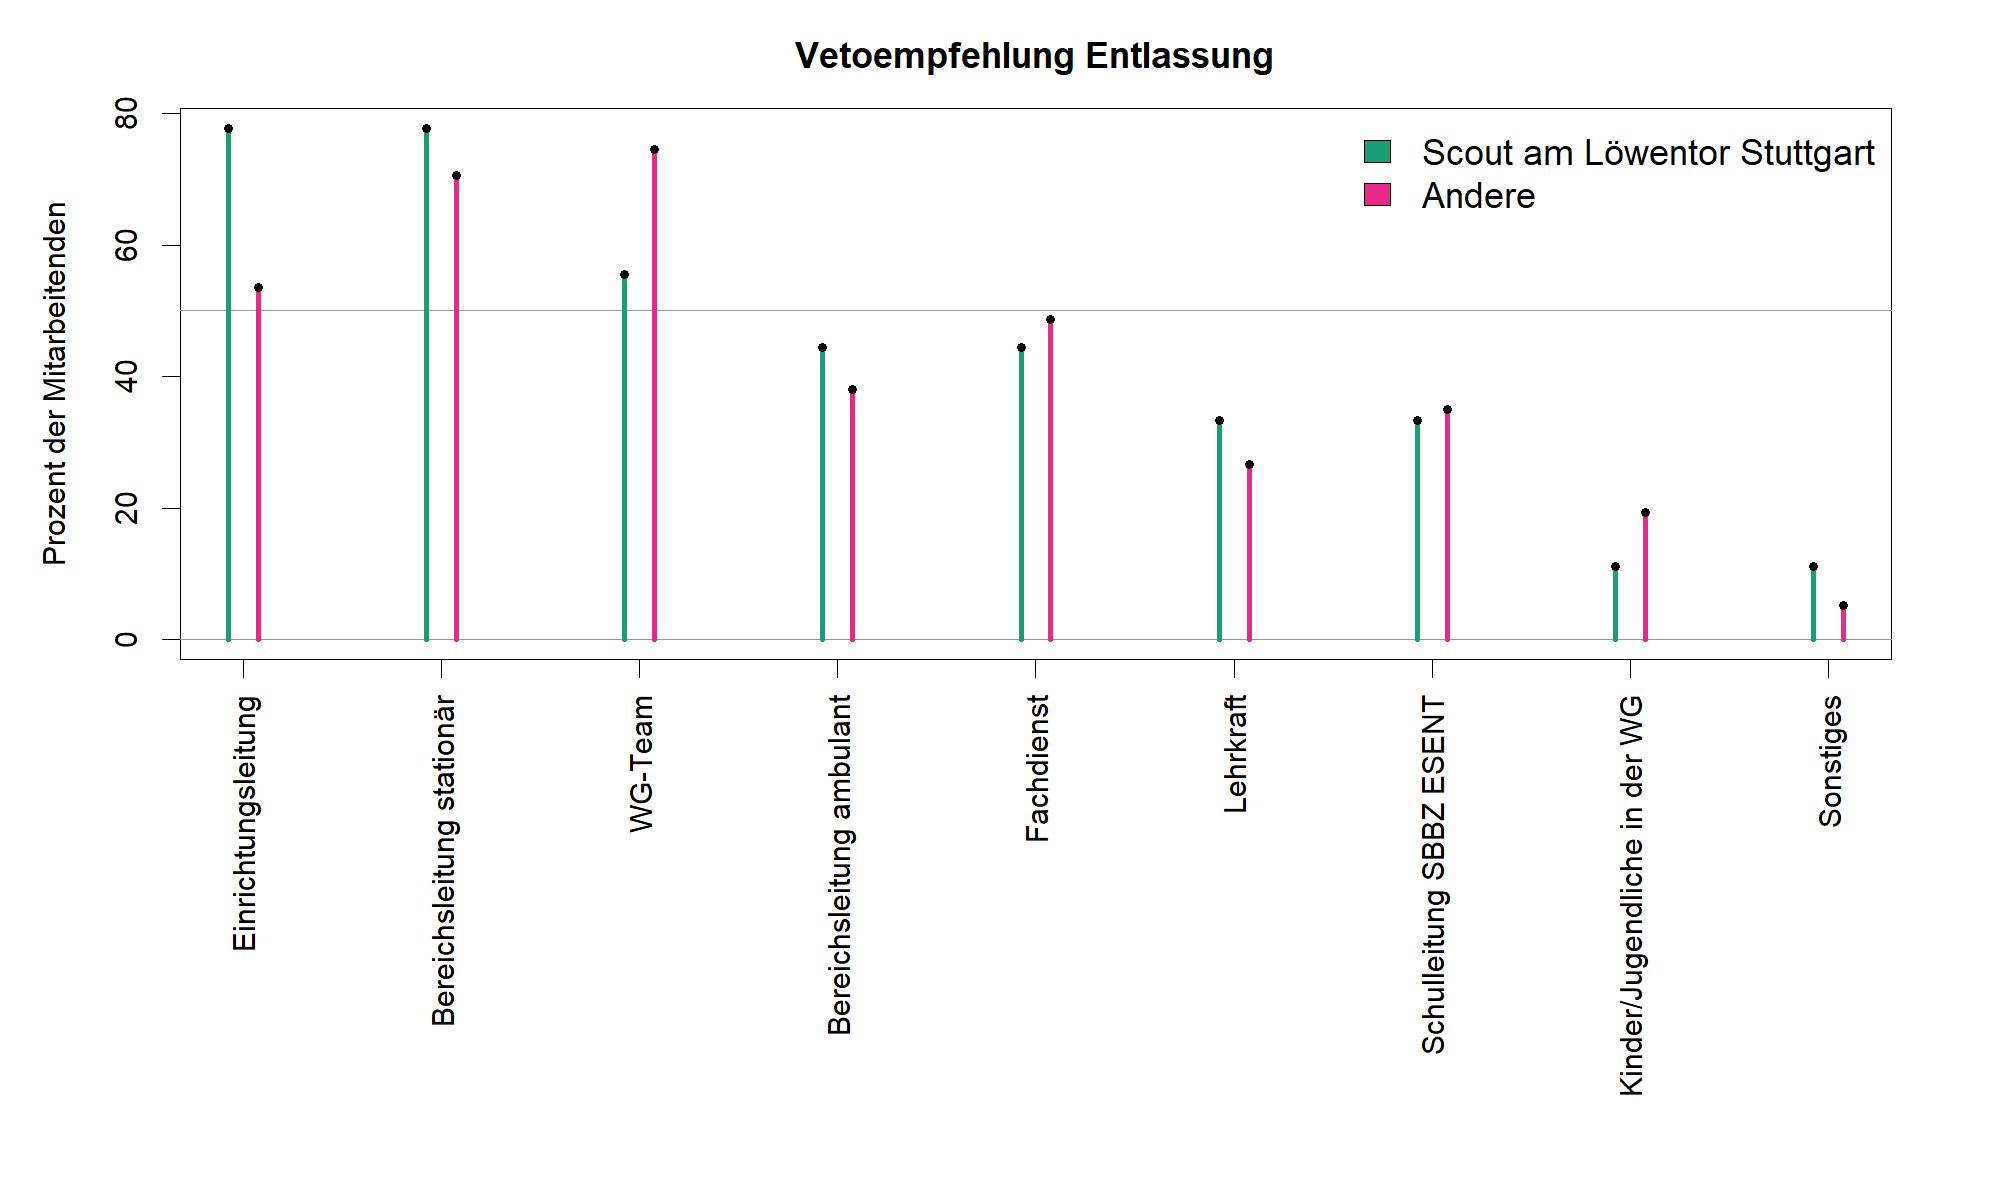 Vetoempfehlung Entlassung
Scout am Löwentor Stuttgart
Andere
Prozent der Mitarbeitenden
80
60
40
20
0
Einrichtungsleitung
Bereichsleitung stationär
WG-Team
Bereichsleitung ambulant
Fachdienst
Lehrkraft
Schulleitung SBBZ ESENT
Kinder/Jugendliche in der WG
Sonstiges